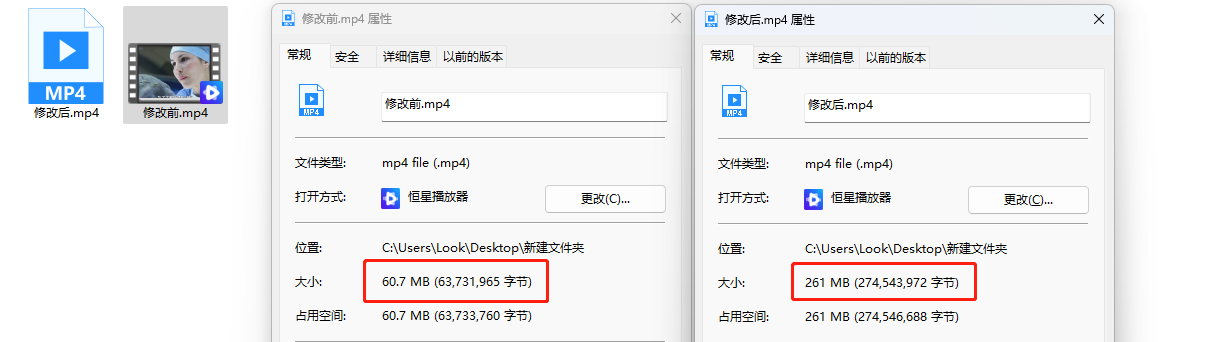 MP4
修改后.mp4
修改前.mp4
修改前.mp4 属性
常规
安全
详细信息
以前的版本
MP4
修改前.mp4
文件类型:
mp4 file (.mp4)
打开方式:
恒星播放器
更改(C)...
位置:
C:\Users\Look\Desktop\新建文件夹
大小:
60.7 MB (63,731,965 字节)
占用空间:
60.7 MB (63,733,760 字节)
修改后.mp4 属性
常规
安全
详细信息
以前的版本
MP4
修改后.mp4
文件类型:
mp4 file (.mp4)
打开方式:
恒星播放器
更改(C)...
位置:
C:\Users\Look\Desktop\新建文件夹
大小:
261 MB (274,543,972 字节)
占用空间:
261 MB (274,546,688 字节)